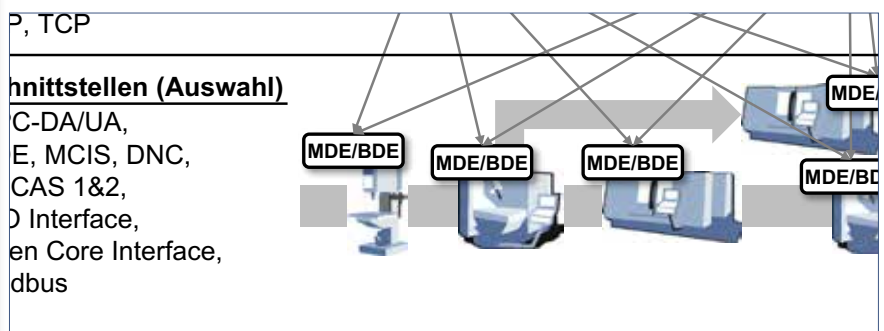 P, TCP
hnittstellen (Auswahl)
C-DA/UA,
E, MCIS, DNC,
CAS 1&2,
Interface,
en Core Interface,
dbus
MDE/BDE
MDE/BDE
MDE/BDE
MDE/
MDE/BD